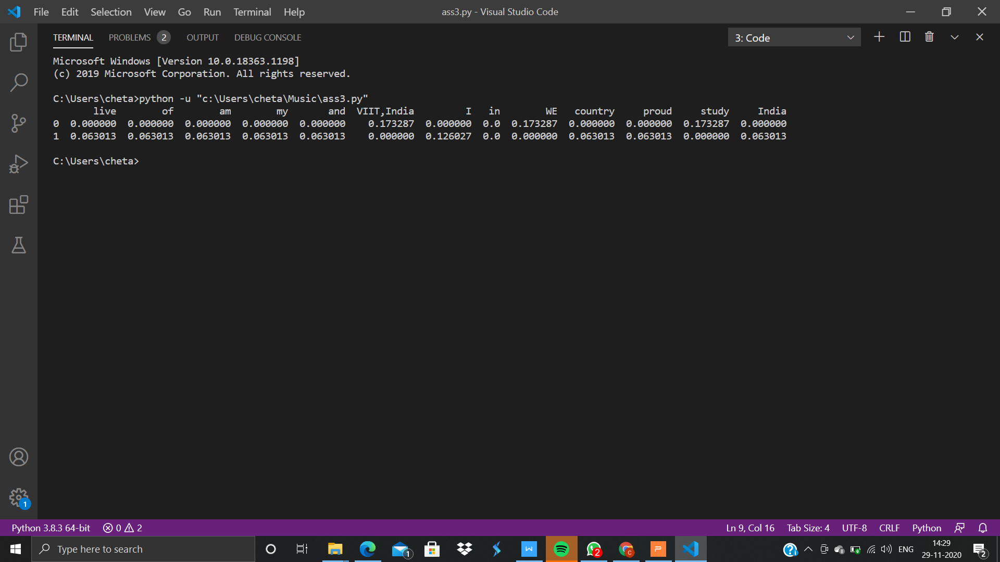 File Edit Selection View Go Run Terminal Help ass3.py - Visual Studio Code
TERMINAL PROBLEMS 2 OUTPUT DEBUG CONSOLE 3: Code
Microsoft Windows [Version 10.0.18363.1198]
(c) 2019 Microsoft Corporation. All rights reserved.
C:\Users\cheta>python -u "c:\Users\cheta\Music\ass3.py"
live of am my and VIIT,India I in WE country proud study India
0 0.000000 0.000000 0.000000 0.000000 0.000000 0.173287 0.000000 0.0 0.173287 0.000000 0.000000 0.173287 0.000000
1 0.063013 0.063013 0.063013 0.063013 0.063013 0.000000 0.126027 0.0 0.000000 0.063013 0.063013 0.000000 0.063013
C:\Users\cheta>
1
Python 3.8.3 64-bit 0 2 Ln 9, Col 16 Tab Size: 4 UTF-8 CRLF Python
Type here to search 1 W 2 C P ENG 14:29
29-11-2020 2